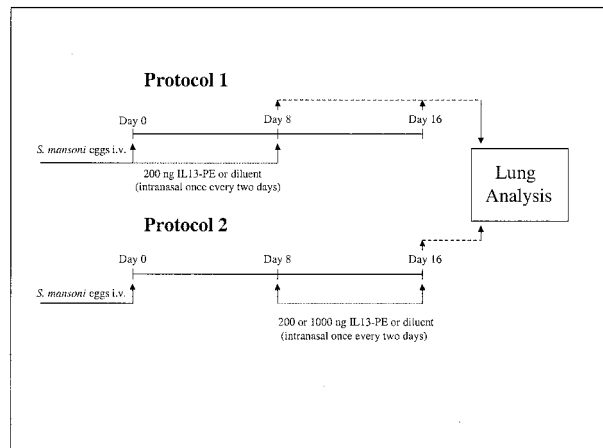 Protocol 1
Day 0
Day 8
Day 16
S. mansoni eggs i.v.
200 ng IL13-PE or diluent
(intranasal once every two days)
Lung
Analysis
Protocol 2
Day 0
Day 8
Day 16
S. mansoni eggs i.v.
200 or 1000 ng IL13-PE or diluent
(intranasal once every two days)